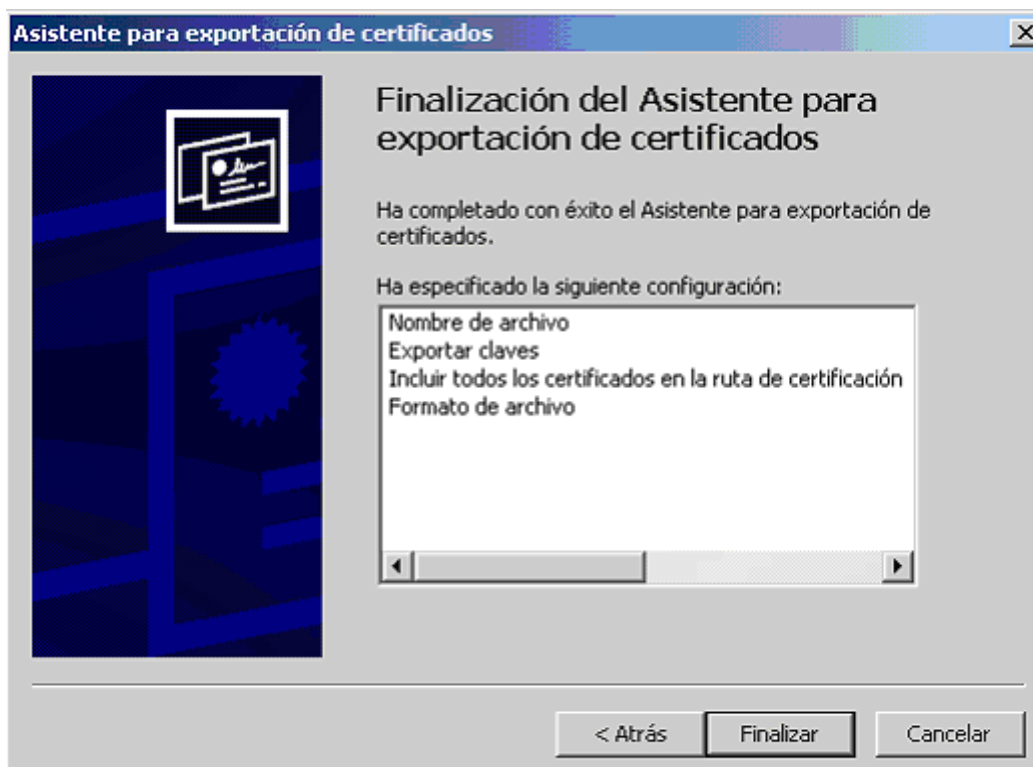 Asistente para exportación de certificados
Finalización del Asistente para
exportación de certificados
Ha completado con éxito el Asistente para exportación de
certificados.
Ha especificado la siguiente configuración:
Nombre de archivo
Exportar claves
Incluir todos los certificados en la ruta de certificación
Formato de archivo
< Atrás
Finalizar
Cancelar